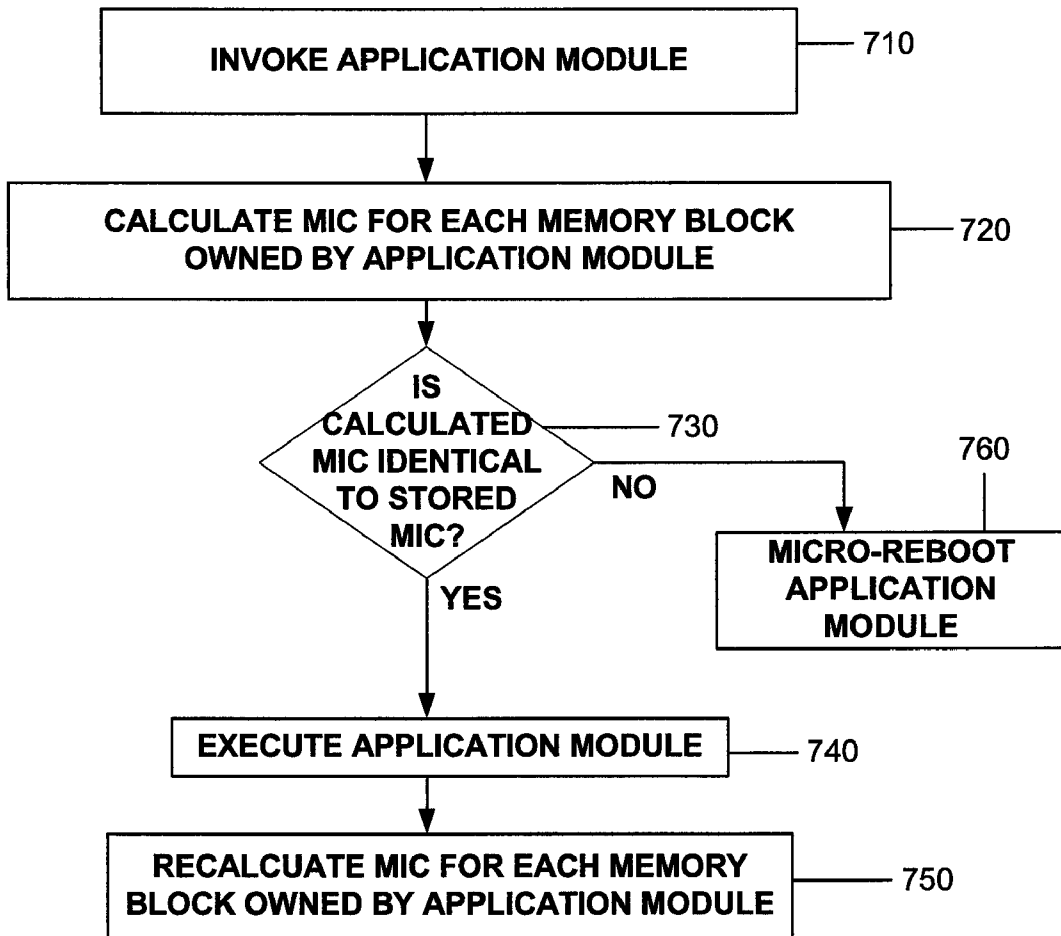 INVOKE APPLICATION MODULE
710
CALCULATE MIC FOR EACH MEMORY BLOCK
OWNED BY APPLICATION MODULE
720
IS
CALCULATED
MIC IDENTICAL
TO STORED
MIC?
730
NO
760
MICRO-REBOOT
APPLICATION
MODULE
YES
EXECUTE APPLICATION MODULE
740
RECALCUATE MIC FOR EACH MEMORY
BLOCK OWNED BY APPLICATION MODULE
750